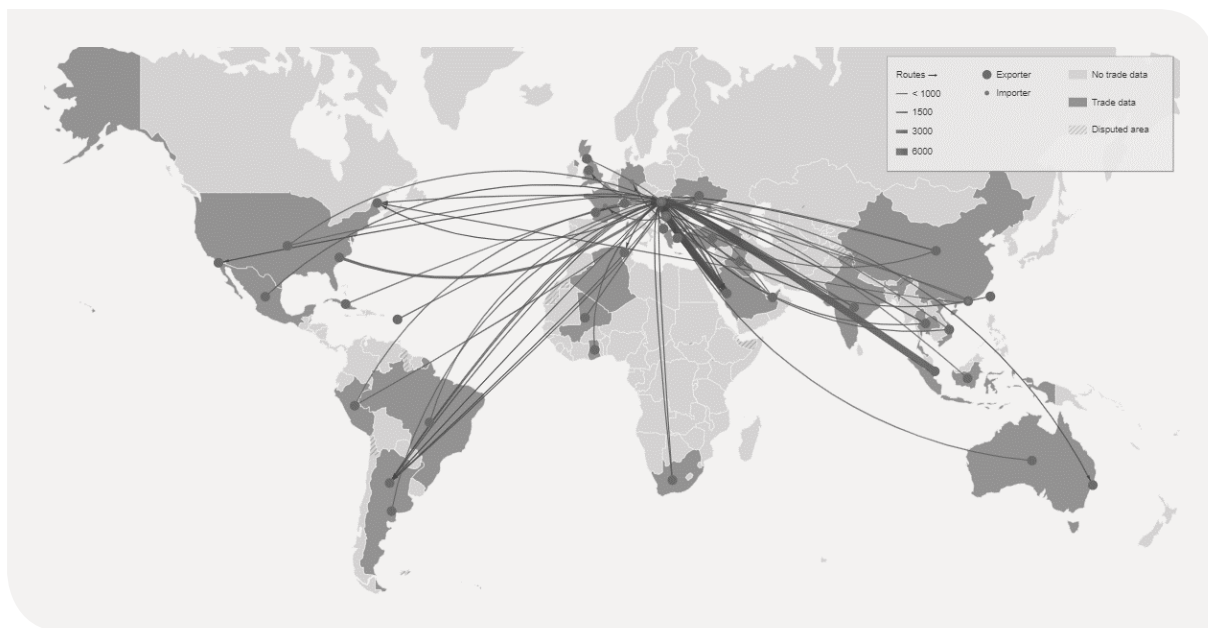 Routes →
< 1000
1500
3000
6000
Exporter
Importer
No trade data
Trade data
Disputed area